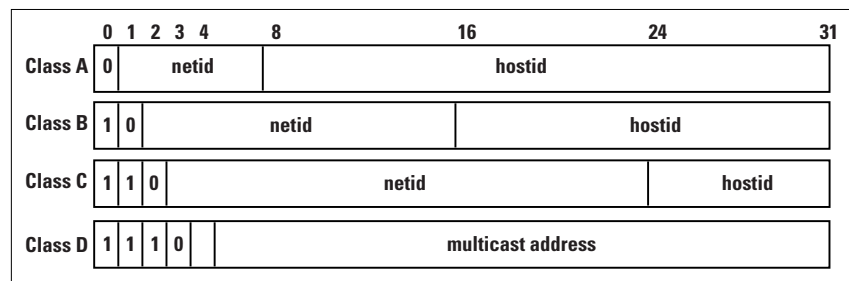 0 1 2 3 4 8 16 24 31
Class A 0 netid hostid
Class B 1 0 netid hostid
Class C 1 1 0 netid hostid
Class D 1 1 1 0 multicast address